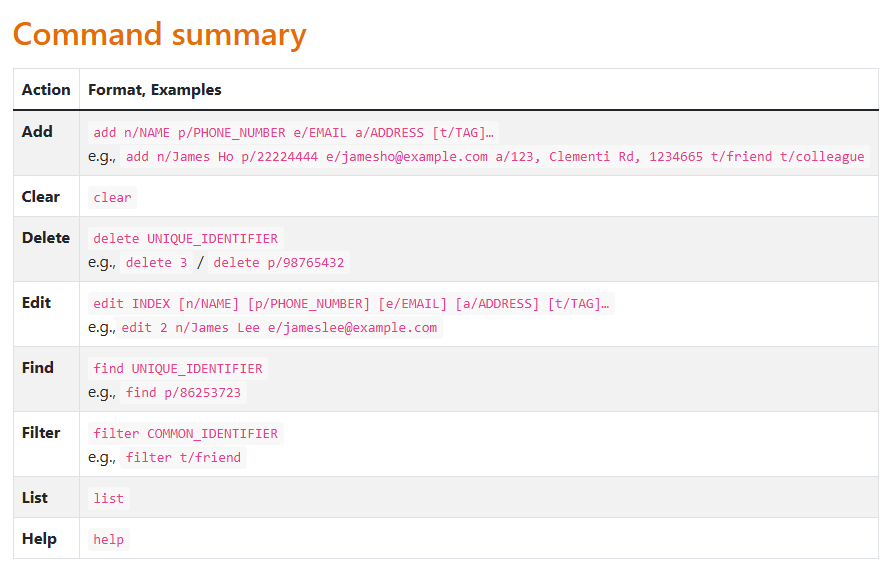 Command summary
Action Format, Examples
Add add n/NAME p/PHONE_NUMBER e/EMAIL a/ADDRESS [t/TAG]…
e.g., add n/James Ho p/22224444 e/jamesho@example.com a/123, Clementi Rd, 1234665 t/friend t/colleague
Clear clear
Delete delete UNIQUE_IDENTIFIER
e.g., delete 3 / delete p/98765432
Edit edit INDEX [n/NAME] [p/PHONE_NUMBER] [e/EMAIL] [a/ADDRESS] [t/TAG]…
e.g., edit 2 n/James Lee e/jameslee@example.com
Find find UNIQUE_IDENTIFIER
e.g., find p/86253723
Filter filter COMMON_IDENTIFIER
e.g., filter t/friend
List list
Help help